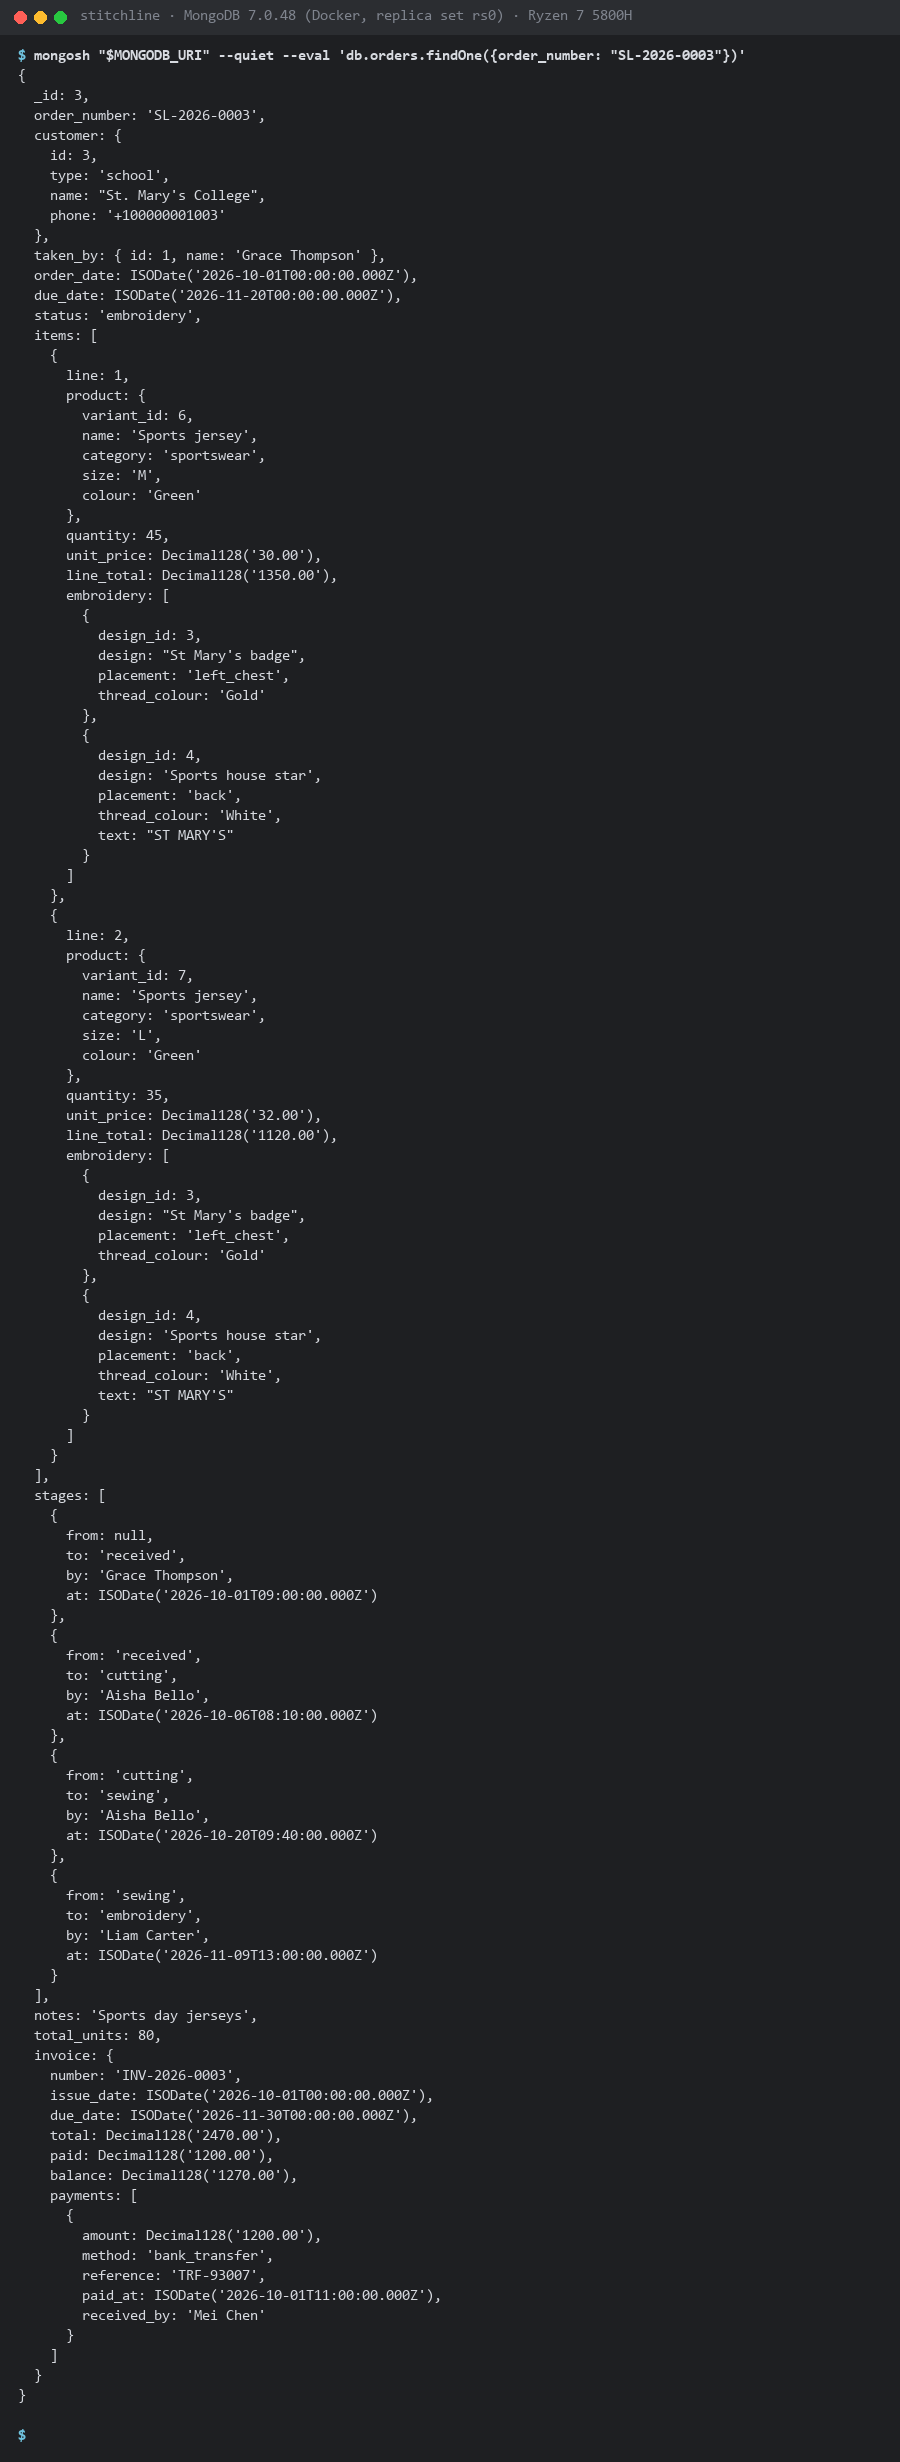 stitchline · MongoDB 7.0.48 (Docker, replica set rs0) · Ryzen 7 5800H
$ mongosh "$MONGODB_URI" --quiet --eval 'db.orders.findOne({order_number: "SL-2026-0003"})'
{
  _id: 3,
  order_number: 'SL-2026-0003',
  customer: {
    id: 3,
    type: 'school',
    name: "St. Mary's College",
    phone: '+100000001003'
  },
  taken_by: { id: 1, name: 'Grace Thompson' },
  order_date: ISODate('2026-10-01T00:00:00.000Z'),
  due_date: ISODate('2026-11-20T00:00:00.000Z'),
  status: 'embroidery',
  items: [
    {
      line: 1,
      product: {
        variant_id: 6,
        name: 'Sports jersey',
        category: 'sportswear',
        size: 'M',
        colour: 'Green'
      },
      quantity: 45,
      unit_price: Decimal128('30.00'),
      line_total: Decimal128('1350.00'),
      embroidery: [
        {
          design_id: 3,
          design: "St Mary's badge",
          placement: 'left_chest',
          thread_colour: 'Gold'
        },
        {
          design_id: 4,
          design: 'Sports house star',
          placement: 'back',
          thread_colour: 'White',
          text: "ST MARY'S"
        }
      ]
    },
    {
      line: 2,
      product: {
        variant_id: 7,
        name: 'Sports jersey',
        category: 'sportswear',
        size: 'L',
        colour: 'Green'
      },
      quantity: 35,
      unit_price: Decimal128('32.00'),
      line_total: Decimal128('1120.00'),
      embroidery: [
        {
          design_id: 3,
          design: "St Mary's badge",
          placement: 'left_chest',
          thread_colour: 'Gold'
        },
        {
          design_id: 4,
          design: 'Sports house star',
          placement: 'back',
          thread_colour: 'White',
          text: "ST MARY'S"
        }
      ]
    }
  ],
  stages: [
    {
      from: null,
      to: 'received',
      by: 'Grace Thompson',
      at: ISODate('2026-10-01T09:00:00.000Z')
    },
    {
      from: 'received',
      to: 'cutting',
      by: 'Aisha Bello',
      at: ISODate('2026-10-06T08:10:00.000Z')
    },
    {
      from: 'cutting',
      to: 'sewing',
      by: 'Aisha Bello',
      at: ISODate('2026-10-20T09:40:00.000Z')
    },
    {
      from: 'sewing',
      to: 'embroidery',
      by: 'Liam Carter',
      at: ISODate('2026-11-09T13:00:00.000Z')
    }
  ],
  notes: 'Sports day jerseys',
  total_units: 80,
  invoice: {
    number: 'INV-2026-0003',
    issue_date: ISODate('2026-10-01T00:00:00.000Z'),
    due_date: ISODate('2026-11-30T00:00:00.000Z'),
    total: Decimal128('2470.00'),
    paid: Decimal128('1200.00'),
    balance: Decimal128('1270.00'),
    payments: [
      {
        amount: Decimal128('1200.00'),
        method: 'bank_transfer',
        reference: 'TRF-93007',
        paid_at: ISODate('2026-10-01T11:00:00.000Z'),
        received_by: 'Mei Chen'
      }
    ]
  }
}
$